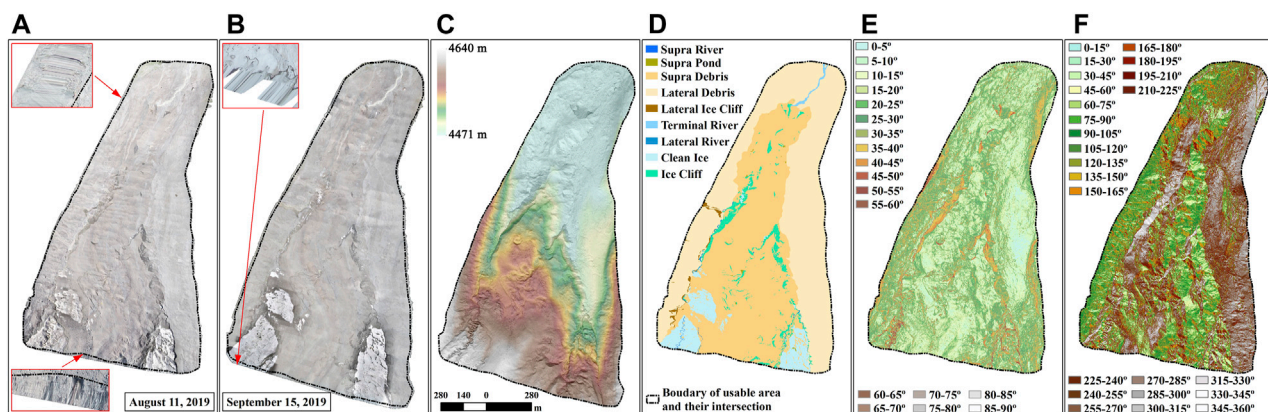 A
B
C
D
E
F
August 11, 2019
September 15, 2019
4640 m
4471 m
280 140 0 280
m
Supra River
Supra Pond
Supra Debris
Lateral Debris
Lateral Ice Cliff
Terminal River
Lateral River
Clean Ice
Ice Cliff
Boudary of usable area
and their intersection
0-5º
5-10º
10-15º
15-20º
20-25º
25-30º
30-35º
35-40º
40-45º
45-50º
50-55º
55-60º
60-65º
65-70º
70-75º
75-80º
80-85º
85-90º
0-15º
15-30º
30-45º
45-60º
60-75º
75-90º
90-105º
105-120º
120-135º
135-150º
150-165º
165-180º
180-195º
195-210º
210-225º
225-240º
240-255º
255-270º
270-285º
285-300º
300-315º
315-330º
330-345º
345-360º